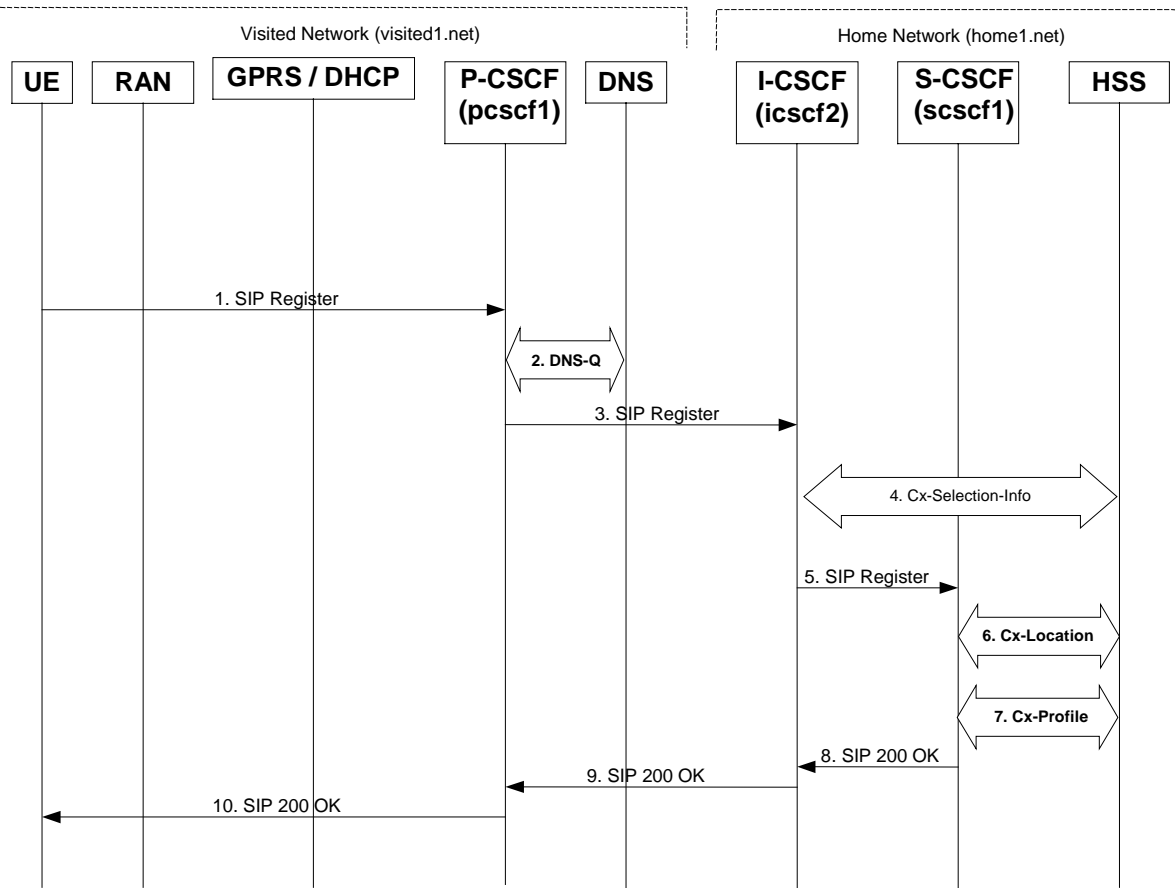 Visited Network (visited1.net)
Home Network (home1.net)
UE
RAN
GPRS / DHCP
P-CSCF
(pcscf1)
DNS
I-CSCF
(icscf2)
S-CSCF
(scscf1)
HSS
1. SIP Register
2. DNS-Q
3. SIP Register
4. Cx-Selection-Info
5. SIP Register
6. Cx-Location
7. Cx-Profile
8. SIP 200 OK
9. SIP 200 OK
10. SIP 200 OK